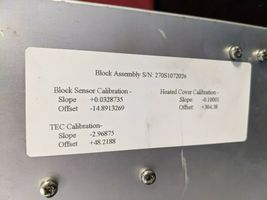 Block Assembly S/N: 270S1072026
Block Sensor Calibration -
Slope +0.0328735
Offset -14.8913269
Heated Cover Calibration -
Slope -0.10001
Offset +304.38
TEC Calibration-
Slope -2.96875
Offset +48.2188